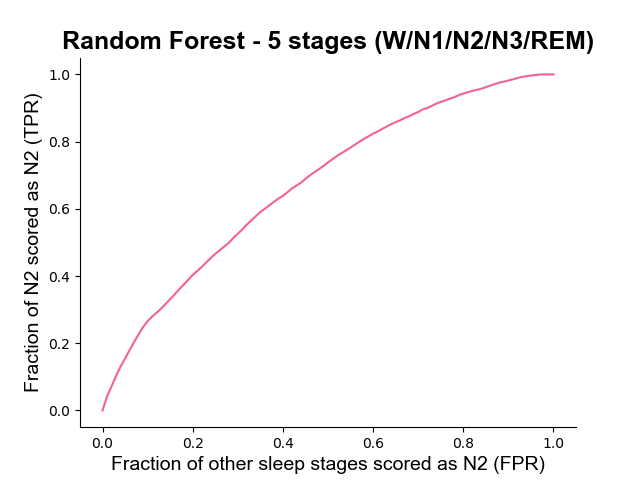 Random Forest - 5 stages (W/N1/N2/N3/REM)
Fraction of N2 scored as N2 (TPR)
1.0
0.8
0.6
0.4
0.2
0.0
0.0 0.2 0.4 0.6 0.8 1.0
Fraction of other sleep stages scored as N2 (FPR)